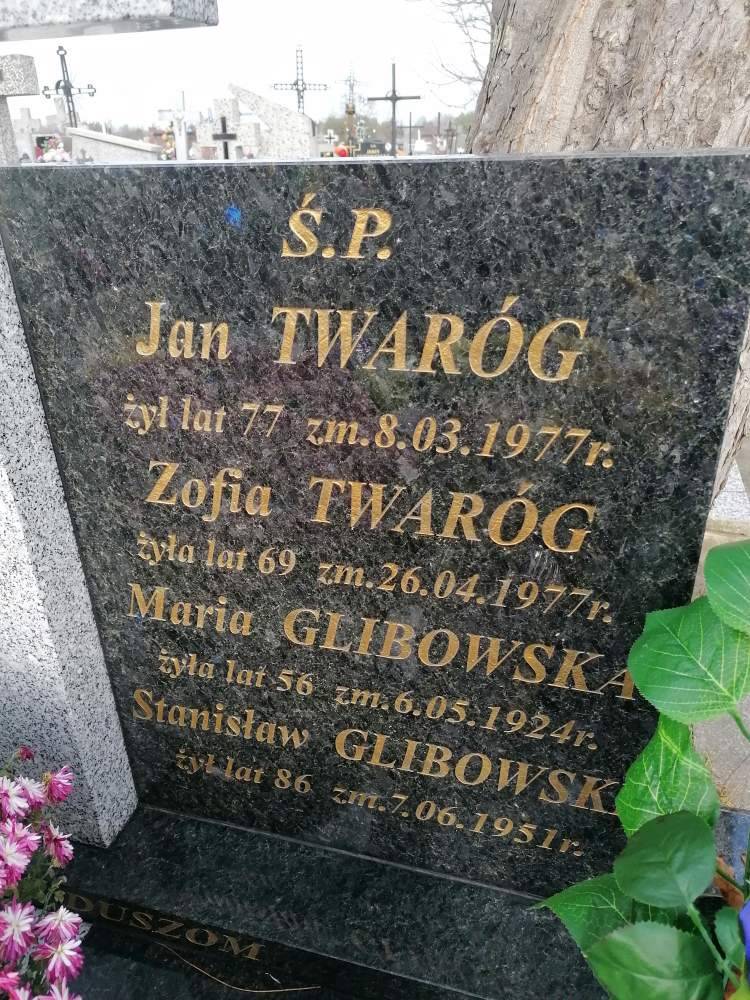 Ś.P.
Jan TWARÓG
żył lat 77 zm.8.03.1977r.
Zofia TWARÓG
żyła lat 69 zm.26.04.1977r.
Maria GLIBOWSKA
żyła lat 56 zm.6.05.1924r.
Stanisław GLIBOWSK
żył lat 86 zm.7.06.1951r.
DUSZOM